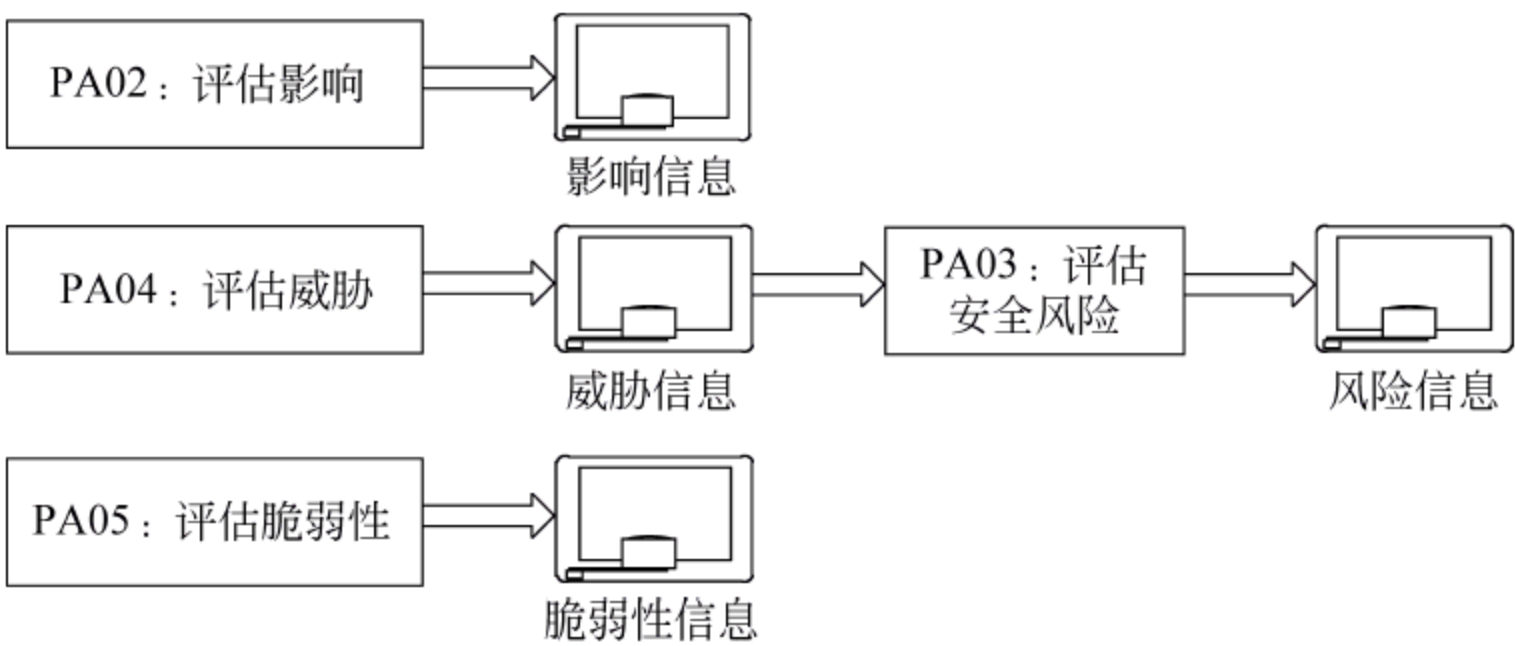 PA02：评估影响
影响信息
PA04：评估威胁
威胁信息
PA03：评估
安全风险
风险信息
PA05：评估脆弱性
脆弱性信息